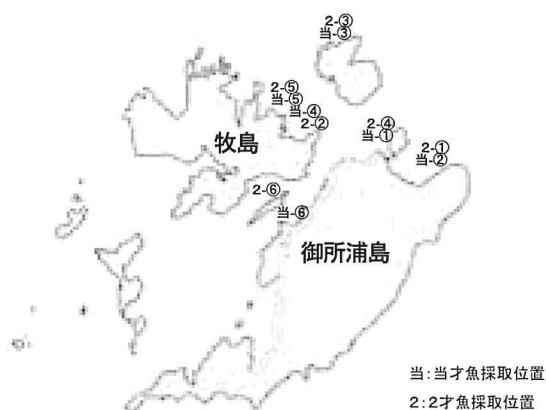 2-③
当-③
2-⑤
当-⑤
当-④
2-②
2-④
当-①
2-①
当-②
牧島
2-⑥
当-⑥
御所浦島
当:当才魚採取位置
2:2才魚採取位置